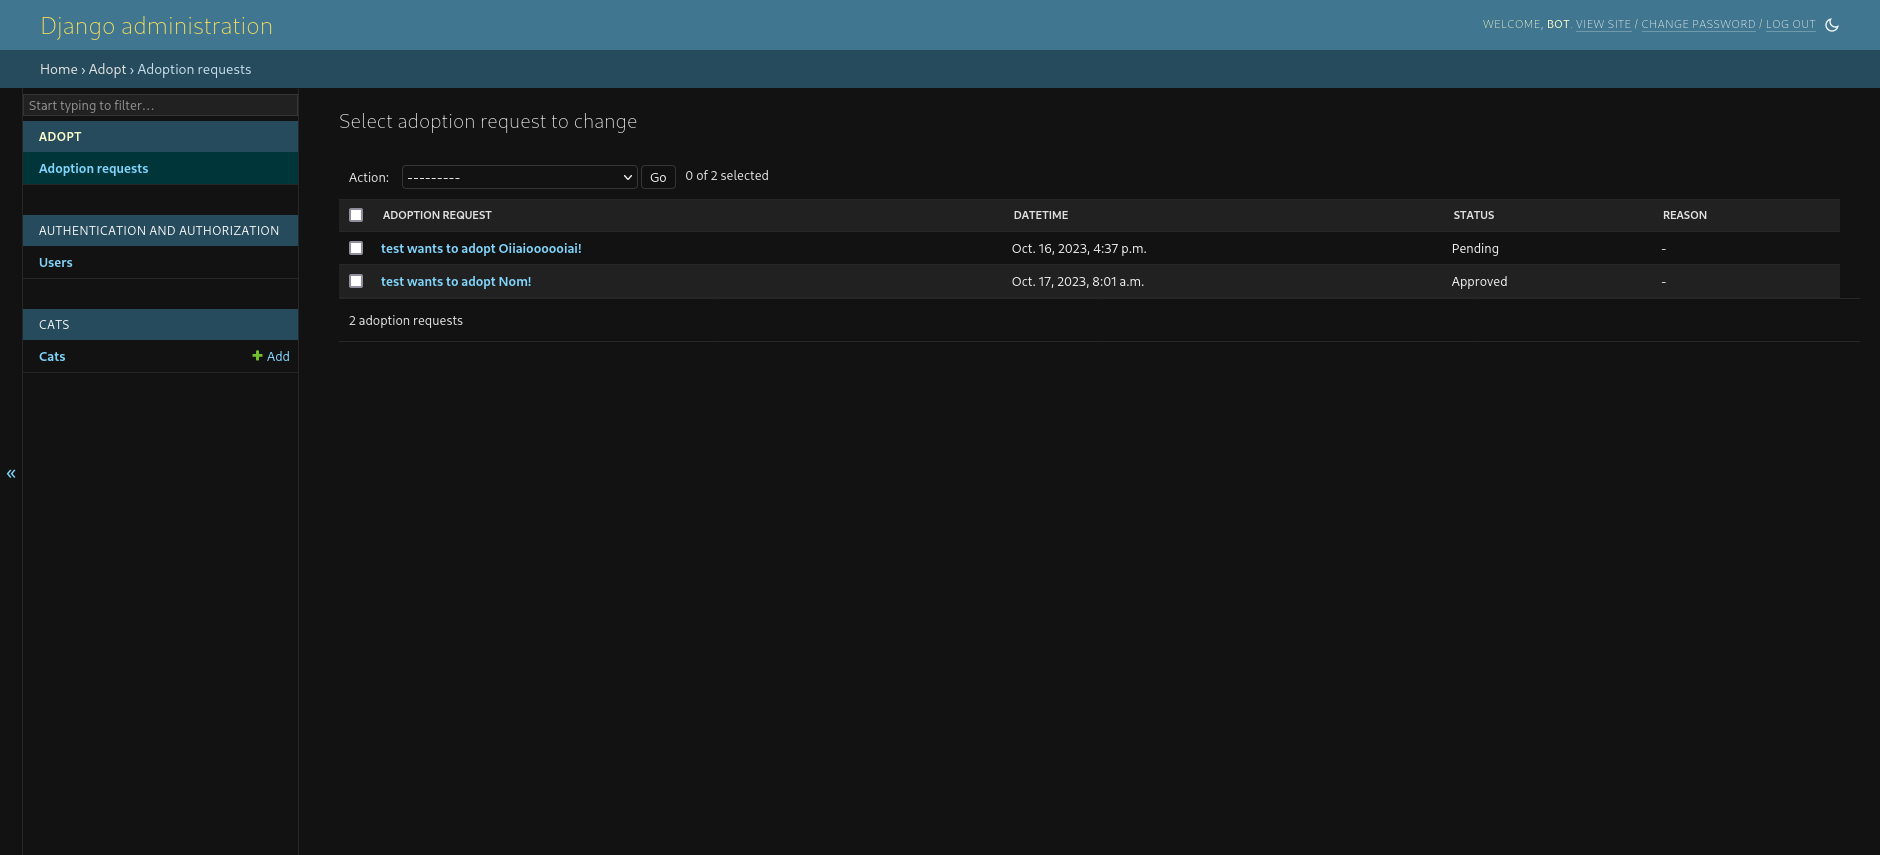 Django administration
WELCOME, BOT. VIEW SITE / CHANGE PASSWORD / LOG OUT
Home › Adopt › Adoption requests
Start typing to filter…
ADOPT
Adoption requests
AUTHENTICATION AND AUTHORIZATION
Users
CATS
Cats Add
«
Select adoption request to change
Action: --------- Go 0 of 2 selected
ADOPTION REQUEST DATETIME STATUS REASON
test wants to adopt Oiiaioooooiai! Oct. 16, 2023, 4:37 p.m. Pending -
test wants to adopt Nom! Oct. 17, 2023, 8:01 a.m. Approved -
2 adoption requests